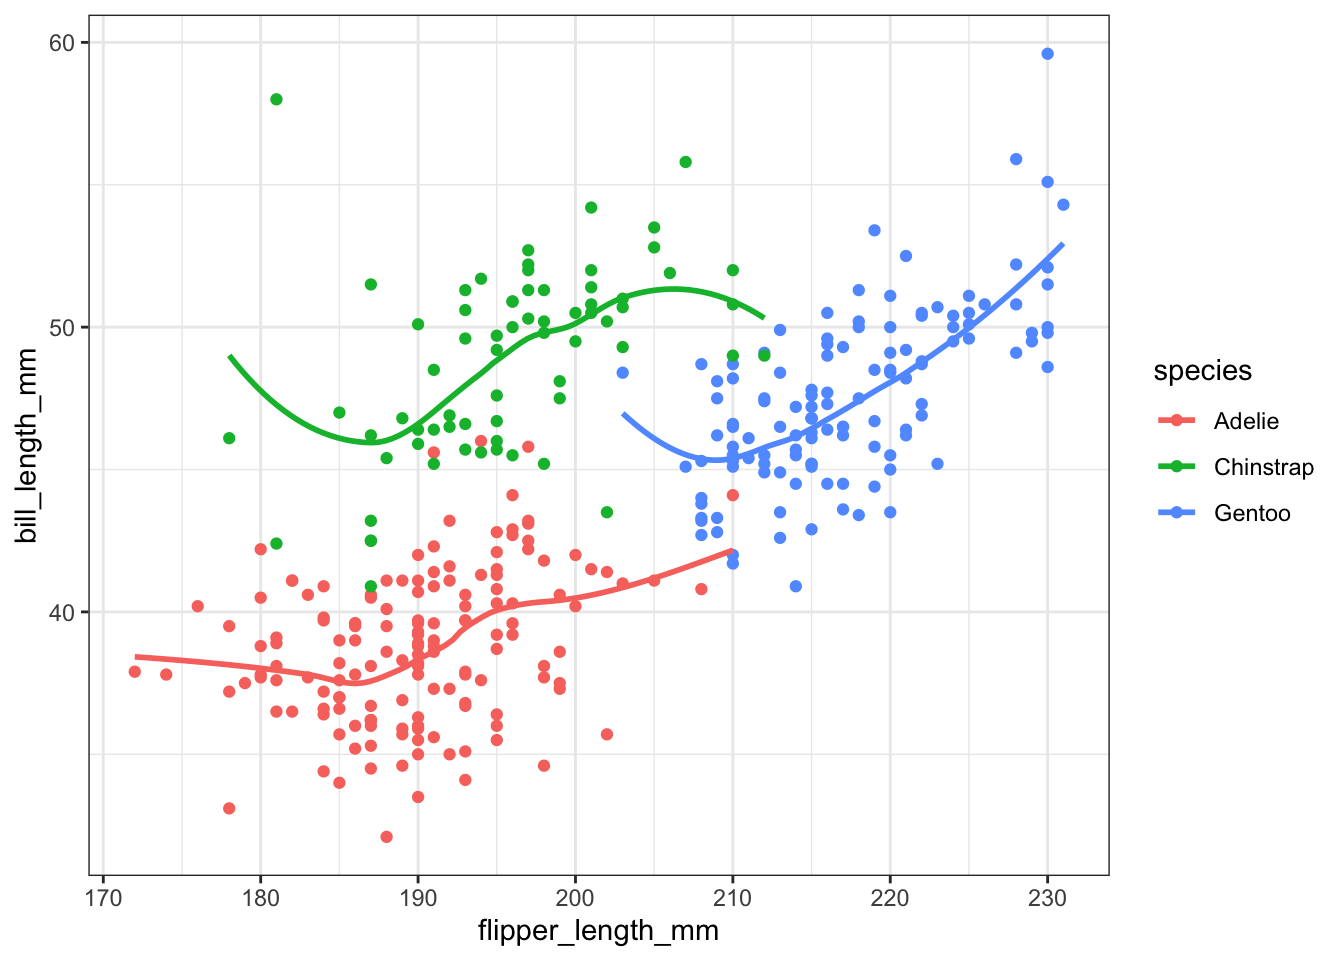 60
50
40
bill_length_mm
170 180 190 200 210 220 230
flipper_length_mm
species
Adelie
Chinstrap
Gentoo